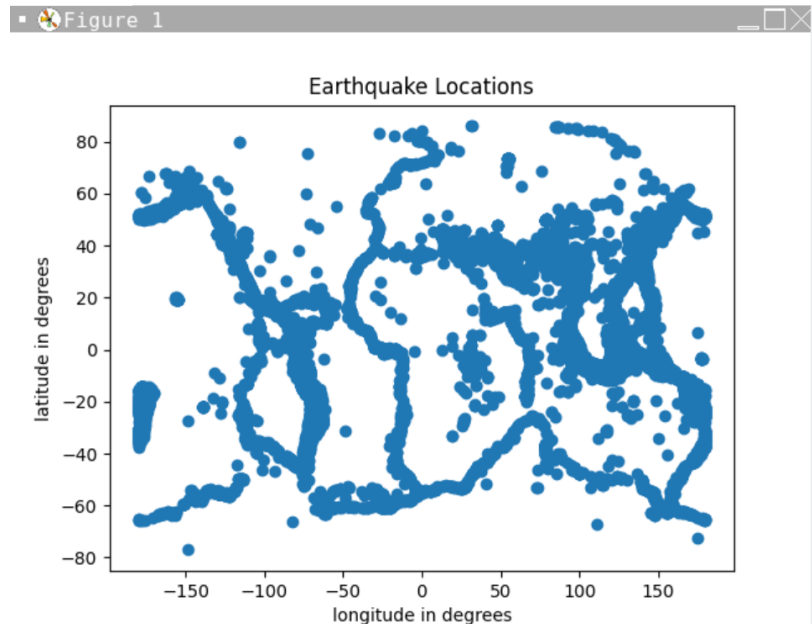 Figure 1
Earthquake Locations
80
60
40
20
0
−20
−40
−60
−80
latitude in degrees
−150 −100 −50 0 50 100 150
longitude in degrees